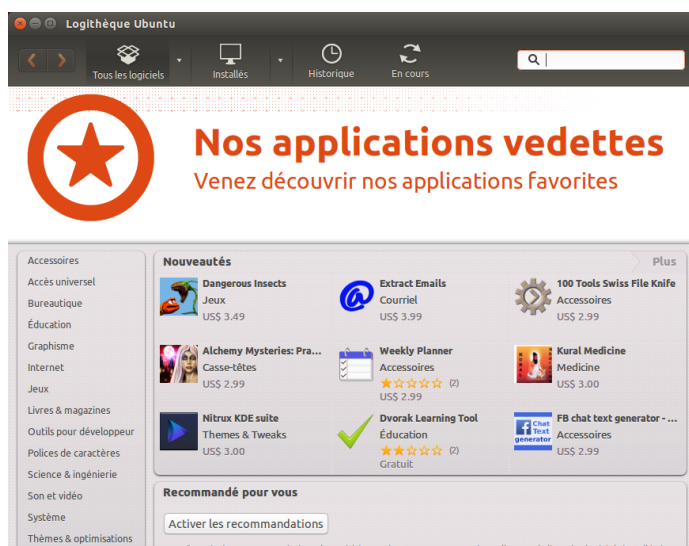 Logithèque Ubuntu
Tous les logiciels
Installés
Historique
En cours
Nos applications vedettes
Venez découvrir nos applications favorites
Accessoires
Accès universel
Bureautique
Éducation
Graphisme
Internet
Jeux
Livres & magazines
Outils pour développeur
Polices de caractères
Science & ingénierie
Son et vidéo
Système
Thèmes & optimisations
Nouveautés
Plus
Dangerous Insects
Jeux
US$ 3.49
Extract Emails
Courriel
US$ 3.99
100 Tools Swiss File Knife
Accessoires
US$ 2.99
Alchemy Mysteries: Pra...
Casse-têtes
US$ 2.99
Weekly Planner
Accessoires
(2)
US$ 2.99
Kural Medicine
Medicine
US$ 3.00
Nitrux KDE suite
Themes & Tweaks
US$ 3.00
Dvorak Learning Tool
Éducation
(2)
Gratuit
Chat
Text
generator
FB chat text generator - ...
Accessoires
US$ 2.99
Recommandé pour vous
Activer les recommandations